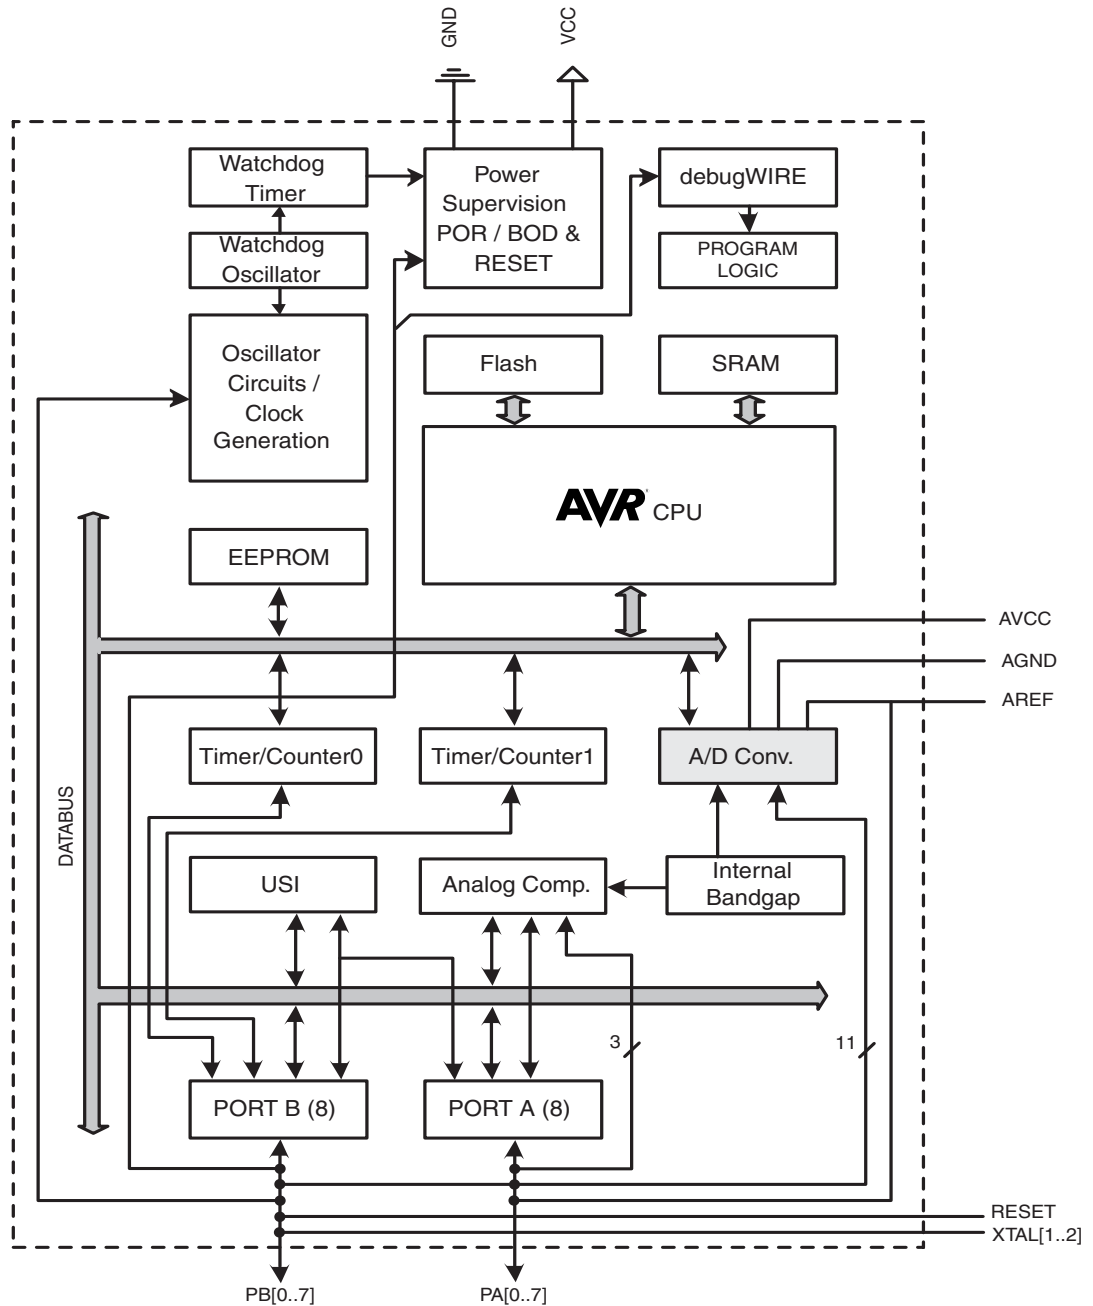 GND
VCC
Watchdog
Timer
Power
Supervision
POR / BOD &
RESET
debugWIRE
Watchdog
Oscillator
PROGRAM
LOGIC
Oscillator
Circuits /
Clock
Generation
Flash
SRAM
AVR® CPU
EEPROM
AVCC
AGND
AREF
Timer/Counter0
Timer/Counter1
A/D Conv.
DATABUS
USI
Analog Comp.
Internal
Bandgap
3
11
PORT B (8)
PORT A (8)
RESET
XTAL[1..2]
PB[0..7]
PA[0..7]